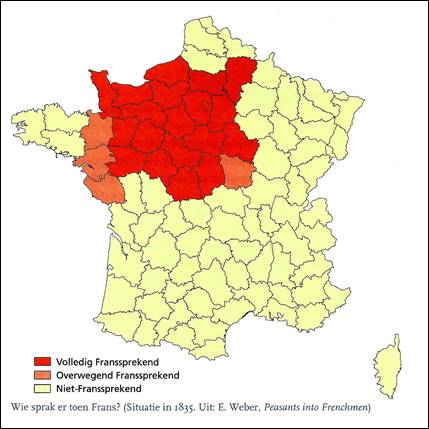 Volledig Franssprekend
Overwegend Franssprekend
Niet-Franssprekend
Wie sprak er toen Frans? (Situatie in 1835. Uit: E. Weber, Peasants into Frenchmen)